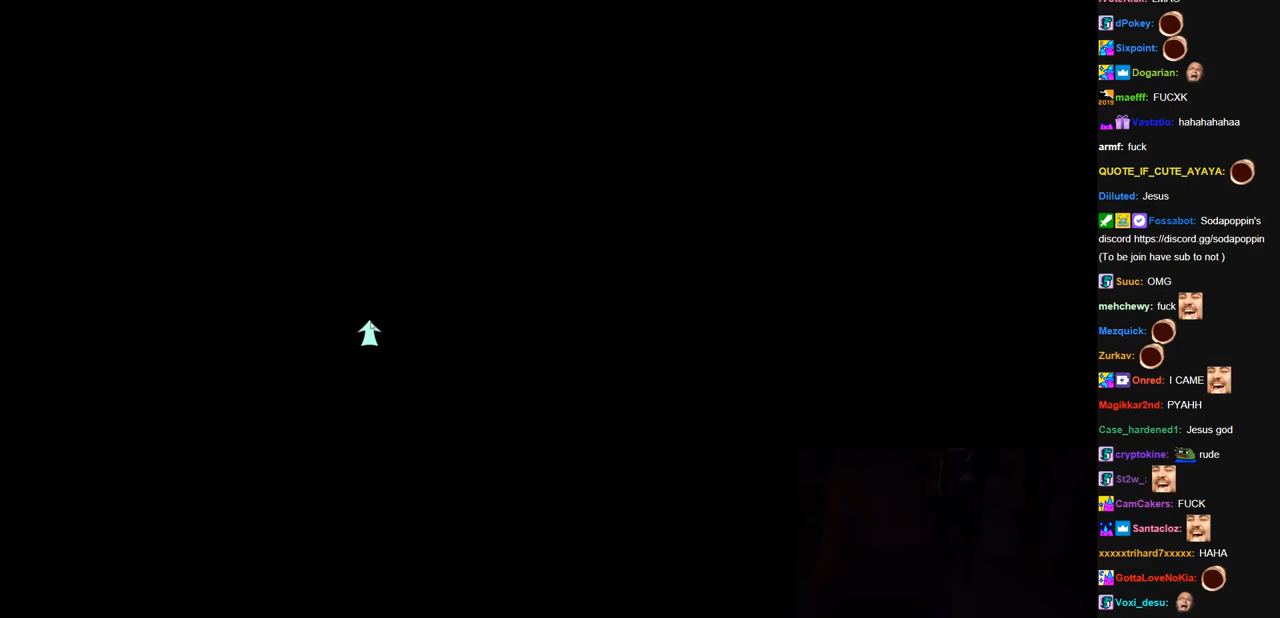 dPokey:
Sixpoint:
Dogarian:
2019 maefff: FUCXK
Vastatio: hahahahahaa
armf: fuck
QUOTE_IF_CUTE_AYAYA:
Diiluted: Jesus
Fossabot: Sodapoppin's
discord https://discord.gg/sodapoppin
(To be join have sub to not )
Suuc: OMG
mehchewy: fuck
Mezquick:
Zurkav:
Onred: I CAME
Magikkar2nd: PYAHH
Case_hardened1: Jesus god
cryptokine: rude
St2w_:
CamCakers: FUCK
Santacloz:
xxxxxtrihard7xxxxx: HAHA
GottaLoveNoKia:
Voxi_desu: